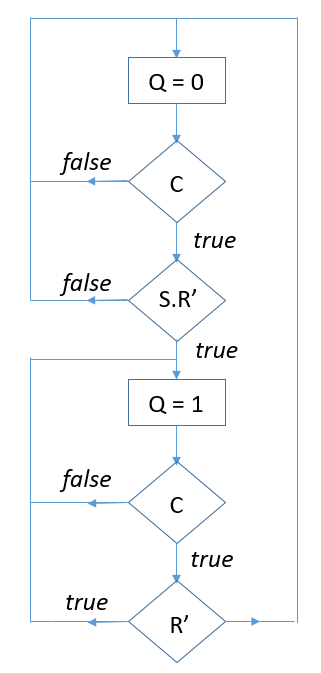 Q = 0
false
C
true
false
S.R’
true
Q = 1
false
C
true
true
R’